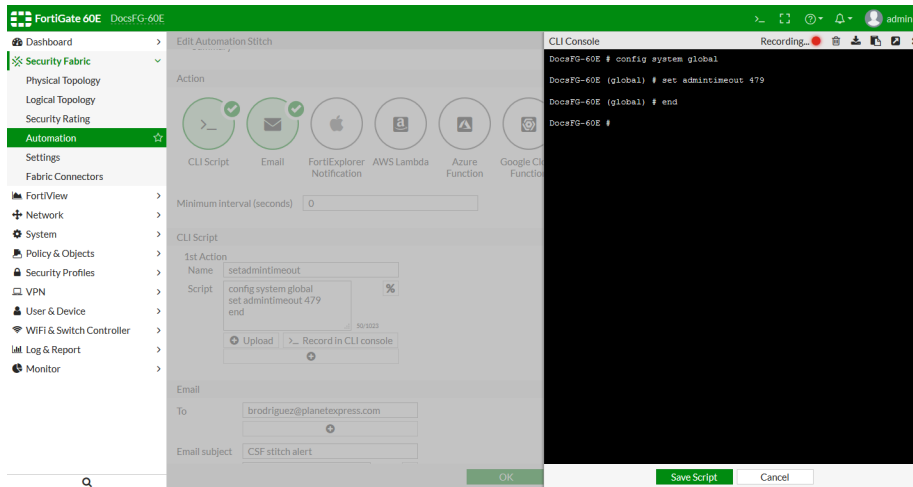 FortiGate 60E DocsFG-60E
admin
Dashboard
Security Fabric
Physical Topology
Logical Topology
Security Rating
Automation
Settings
Fabric Connectors
FortiView
Network
System
Policy & Objects
Security Profiles
VPN
User & Device
WiFi & Switch Controller
Log & Report
Monitor
Edit Automation Stitch
Action
CLI Script
Email
FortiExplorer
Notification
AWS Lambda
Azure
Function
Google Clo
Function
Minimum interval (seconds) 0
CLI Script
1st Action
Name setadmintimeout
Script config system global
set admintimeout 479
end
50/1023
Upload >_ Record in CLI console
Email
To brodriguez@planetexpress.com
Email subject CSF stitch alert
OK
CLI Console Recording...
DocsFG-60E # config system global
DocsFG-60E (global) # set admintimeout 479
DocsFG-60E (global) # end
DocsFG-60E #
Save Script Cancel